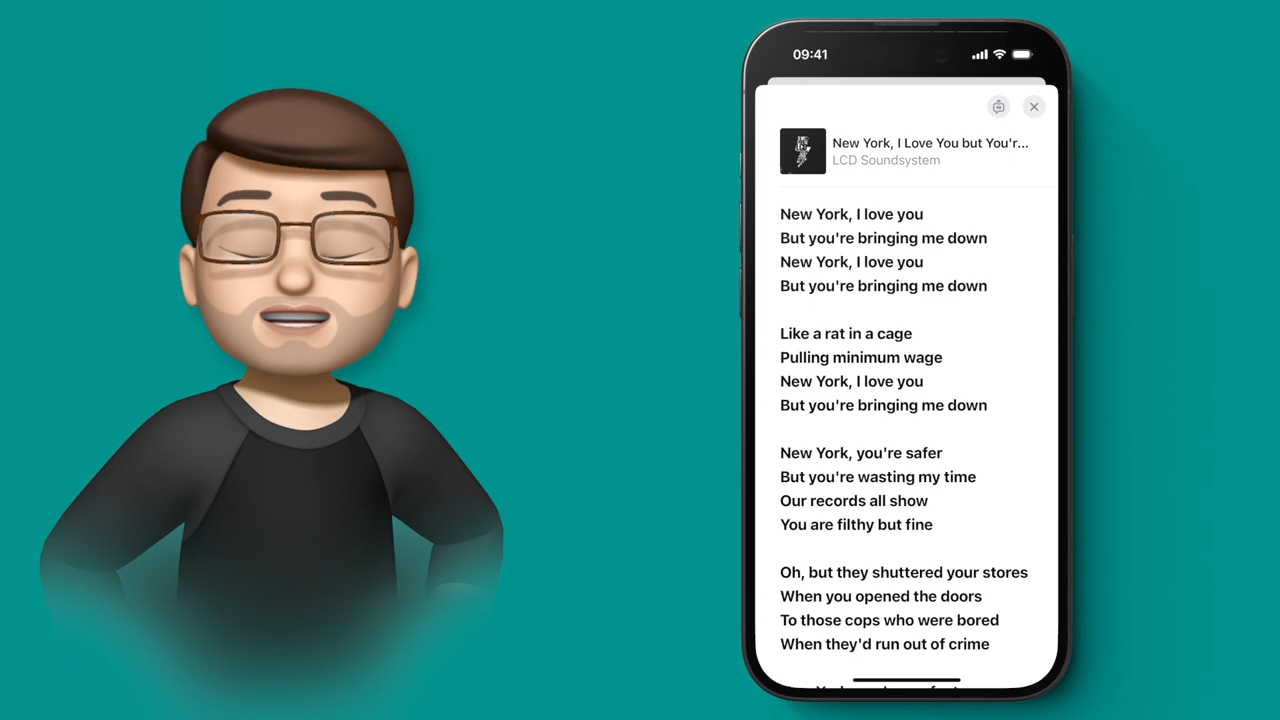 09:41
New York, I Love You but You'r...
LCD Soundsystem
New York, I love you
But you're bringing me down
New York, I love you
But you're bringing me down
Like a rat in a cage
Pulling minimum wage
New York, I love you
But you're bringing me down
New York, you're safer
But you're wasting my time
Our records all show
You are filthy but fine
Oh, but they shuttered your stores
When you opened the doors
To those cops who were bored
When they'd run out of crime